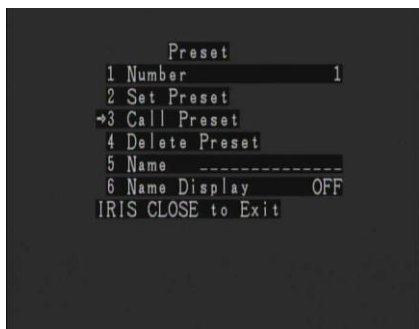 Preset
1 Number 1
2 Set Preset
→3 Call Preset
4 Delete Preset
5 Name ______________
6 Name Display OFF
IRIS CLOSE to Exit